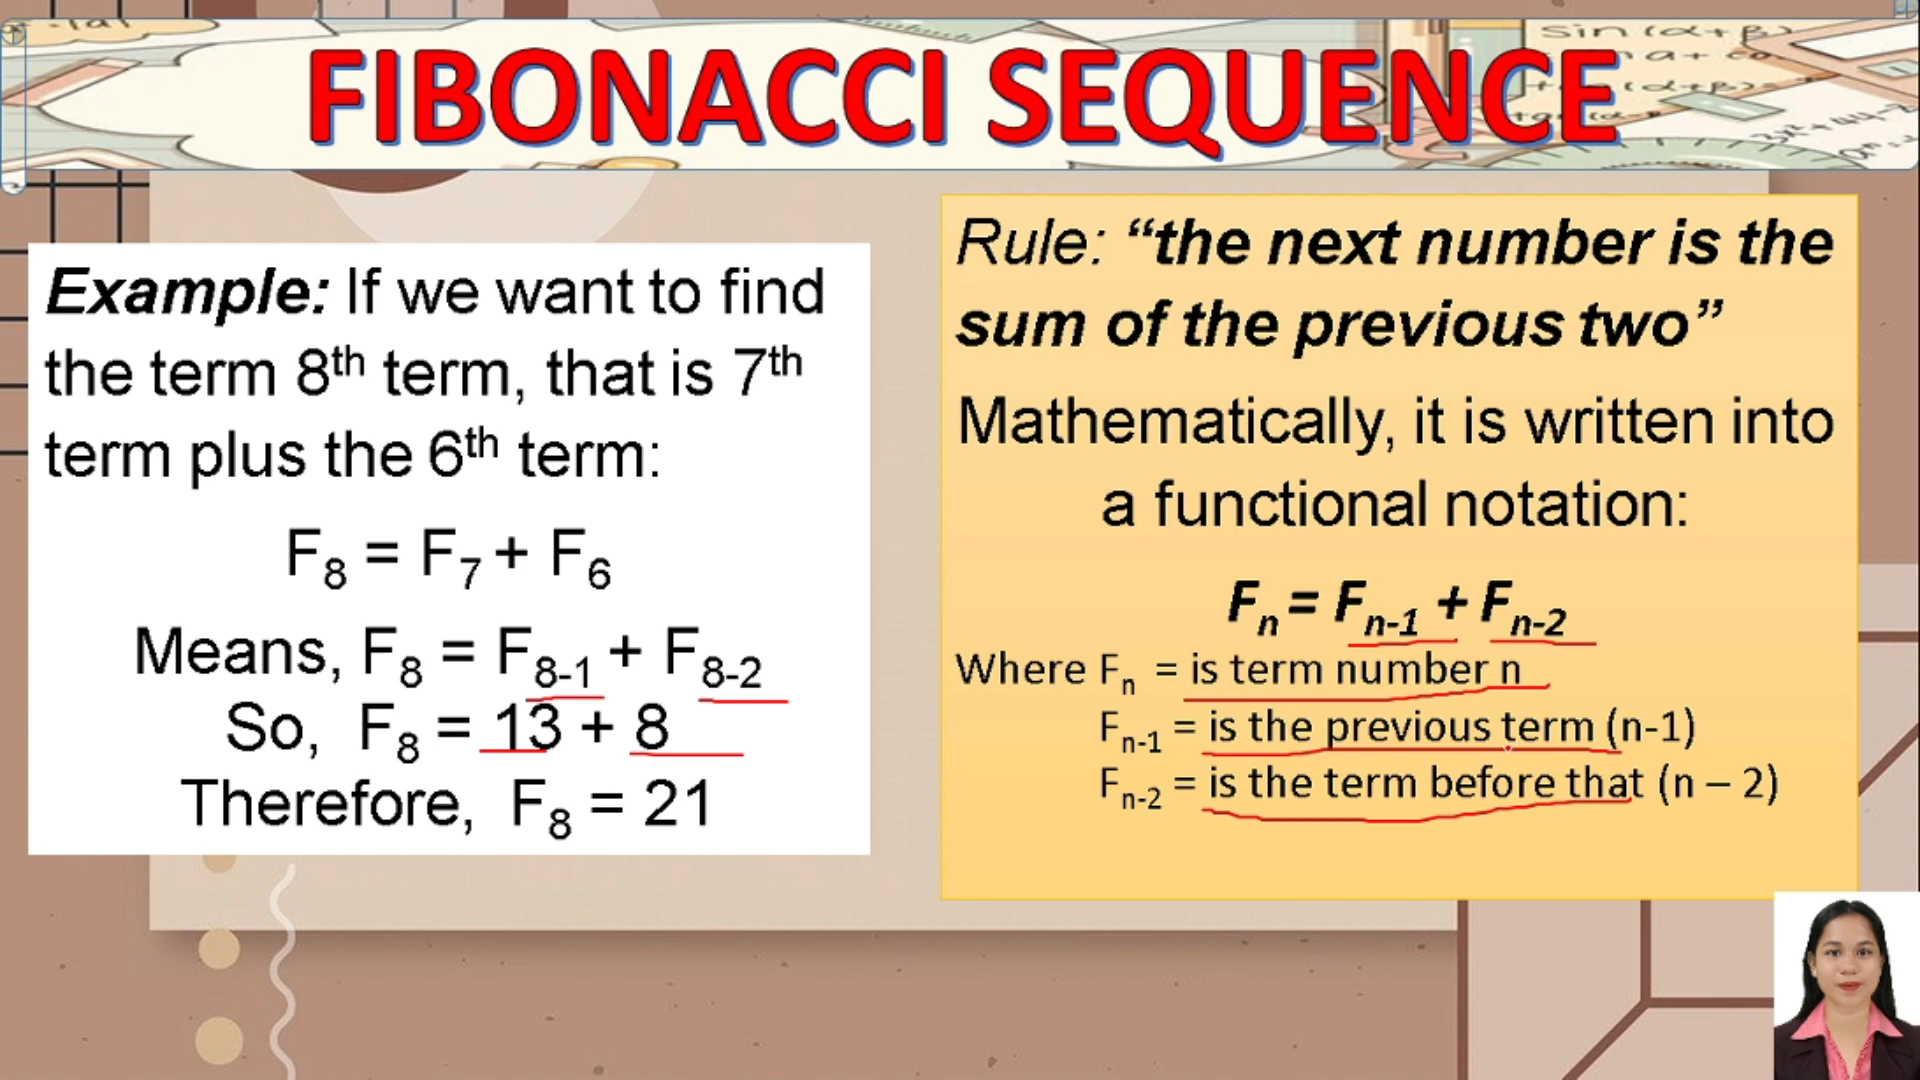 FIBONACCI SEQUENCE
Example: If we want to find
the term 8th term, that is 7th
term plus the 6th term:
F8 = F7 + F6
Means, F8 = F8-1 + F8-2
So, F8 = 13 + 8
Therefore, F8 = 21
Rule: “the next number is the
sum of the previous two”
Mathematically, it is written into
a functional notation:
Fn = Fn-1 + Fn-2
Where Fn = is term number n
Fn-1 = is the previous term (n-1)
Fn-2 = is the term before that (n – 2)